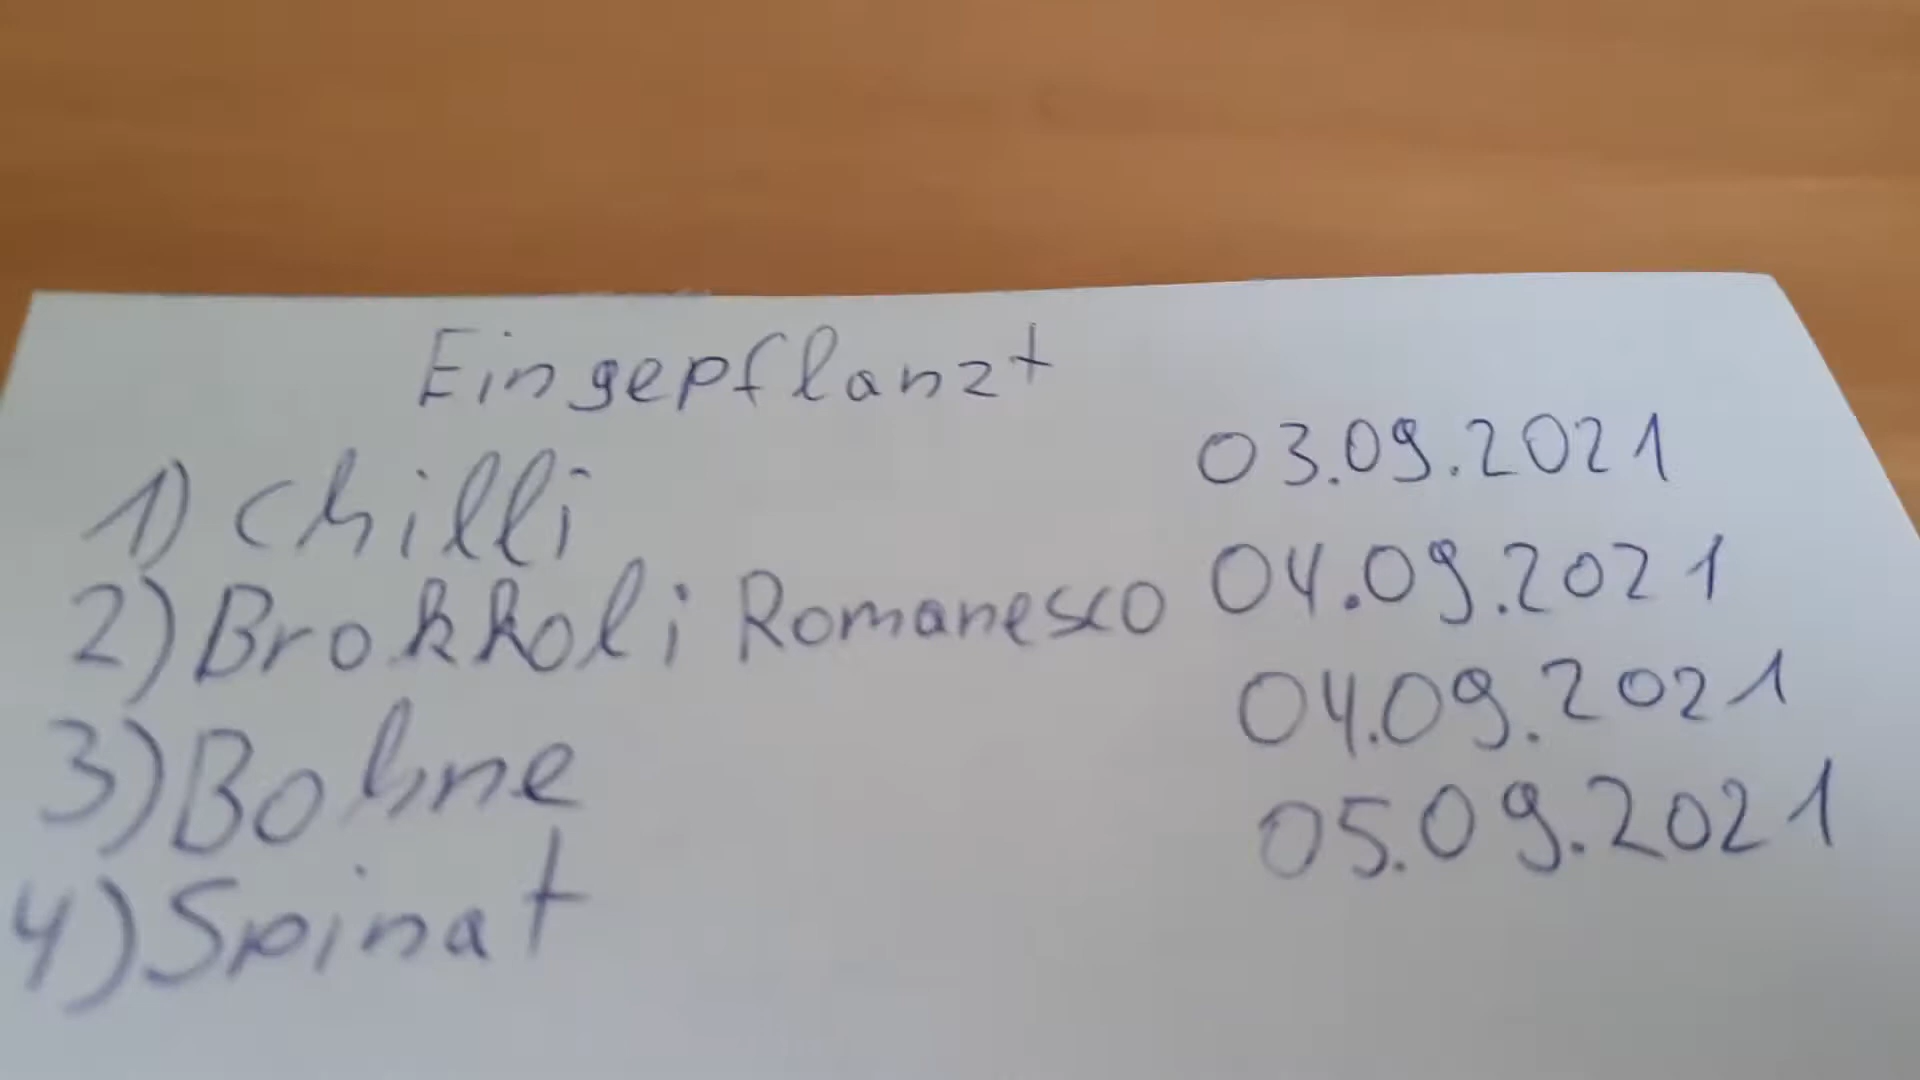 Eingepflanzt
1) Chilli 03.09.2021
2) Brokkoli Romanesco 04.09.2021
3) Bohne 04.09.2021
4) Spinat 05.09.2021